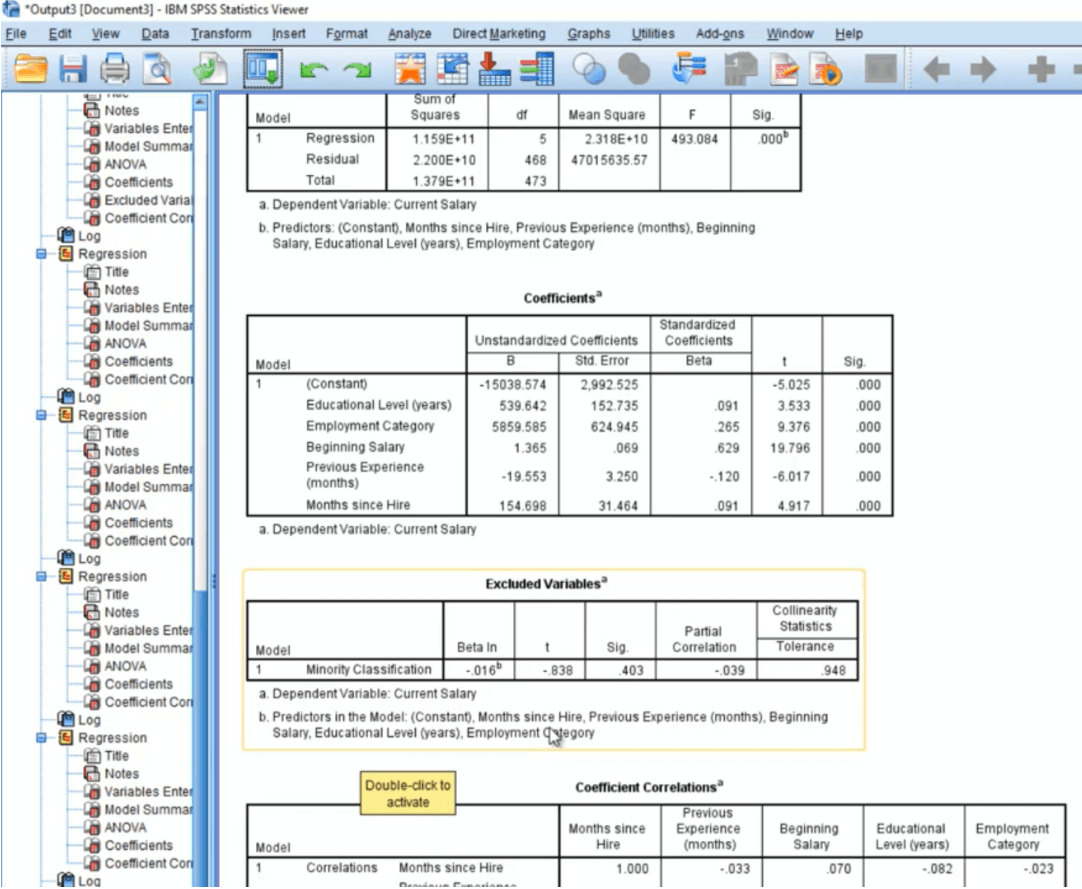 *Output3 [Document3] - IBM SPSS Statistics Viewer
File Edit View Data Transform Insert Format Analyze Direct Marketing Graphs Utilities Add-ons Window Help
Title
Notes
Variables Enter
Model Summar
ANOVA
Coefficients
Excluded Varial
Coefficient Con
Log
Regression
Title
Notes
Variables Enter
Model Summar
ANOVA
Coefficients
Coefficient Con
Log
Regression
Title
Notes
Variables Enter
Model Summar
ANOVA
Coefficients
Coefficient Con
Log
Regression
Title
Notes
Variables Enter
Model Summar
ANOVA
Coefficients
Coefficient Con
Log
Regression
Title
Notes
Variables Enter
Model Summar
ANOVA
Coefficients
Coefficient Con
Log
Sum of
Model Squares df Mean Square F Sig.
1 Regression 1.159E+11 5 2.318E+10 493.084 .000b
Residual 2.200E+10 468 47015635.57
Total 1.379E+11 473
a. Dependent Variable: Current Salary
b. Predictors: (Constant), Months since Hire, Previous Experience (months), Beginning
Salary, Educational Level (years), Employment Category
Coefficientsa
Unstandardized Coefficients
Standardized
Coefficients
Model B Std. Error Beta t Sig.
1 (Constant) -15038.574 2,992.525 -5.025 .000
Educational Level (years) 539.642 152.735 .091 3.533 .000
Employment Category 5859.585 624.945 .265 9.376 .000
Beginning Salary 1.365 .069 .629 19.796 .000
Previous Experience
(months) -19.553 3.250 -.120 -6.017 .000
Months since Hire 154.698 31.464 .091 4.917 .000
a. Dependent Variable: Current Salary
Excluded Variablesa
Collinearity
Statistics
Model Beta In t Sig. Partial
Correlation Tolerance
1 Minority Classification -.016b -.838 .403 -.039 .948
a. Dependent Variable: Current Salary
b. Predictors in the Model: (Constant), Months since Hire, Previous Experience (months), Beginning
Salary, Educational Level (years), Employment Category
Double-click to
activate
Coefficient Correlationsa
Model Months since
Hire Previous
Experience
(months) Beginning
Salary Educational
Level (years) Employment
Category
1 Correlations Months since Hire 1.000 -.033 .070 -.082 -.023
Previous Experience